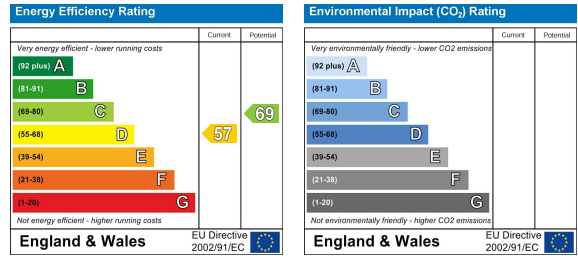 Energy Efficiency Rating
Current Potential
Very energy efficient - lower running costs
(92 plus) A
(81-91) B
(69-80) C
69
(55-68) D
57
(39-54) E
(21-38) F
(1-20) G
Not energy efficient - higher running costs
England & Wales
EU Directive
2002/91/EC
Environmental Impact (CO2) Rating
Current Potential
Very environmentally friendly - lower CO2 emissions
(92 plus) A
(81-91) B
(69-80) C
(55-68) D
(39-54) E
(21-38) F
(1-20) G
Not environmentally friendly - higher CO2 emissions
England & Wales
EU Directive
2002/91/EC